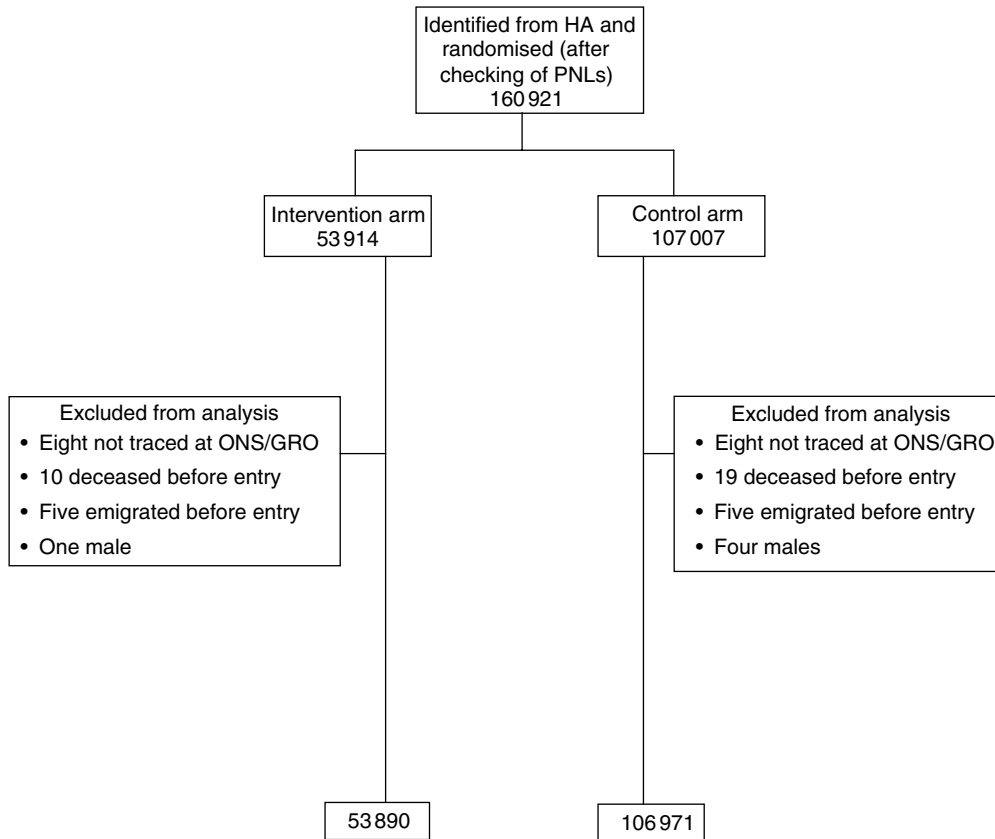 Identified from HA and
randomised (after
checking of PNLs)
160 921
Intervention arm
53 914
Control arm
107 007
Excluded from analysis
• Eight not traced at ONS/GRO
• 10 deceased before entry
• Five emigrated before entry
• One male
Excluded from analysis
• Eight not traced at ONS/GRO
• 19 deceased before entry
• Five emigrated before entry
• Four males
53 890
106 971